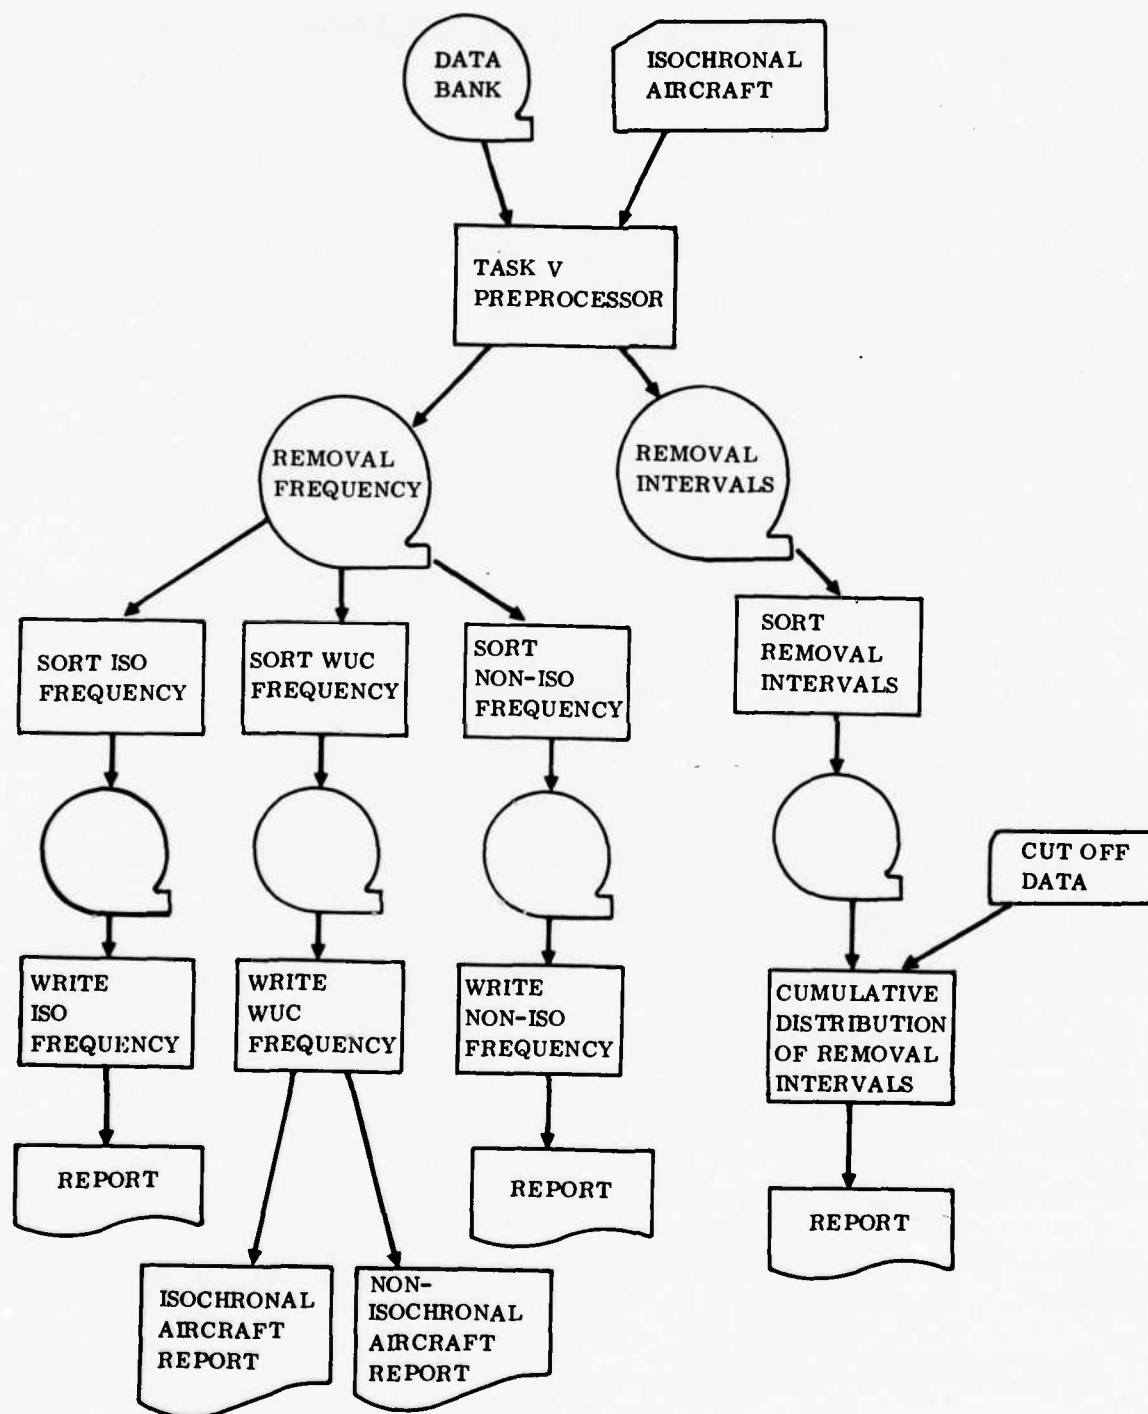 DATA
BANK
ISOCHRONAL
AIRCRAFT
TASK V
PREPROCESSOR
REMOVAL
FREQUENCY
REMOVAL
INTERVALS
SORT ISO
FREQUENCY
SORT WUC
FREQUENCY
SORT
NON-ISO
FREQUENCY
SORT
REMOVAL
INTERVALS
CUT OFF
DATA
WRITE
ISO
FREQUENCY
WRITE
WUC
FREQUENCY
WRITE
NON-ISO
FREQUENCY
CUMULATIVE
DISTRIBUTION
OF REMOVAL
INTERVALS
REPORT
REPORT
REPORT
ISOCHRONAL
AIRCRAFT
REPORT
NON-
ISOCHRONAL
AIRCRAFT
REPORT